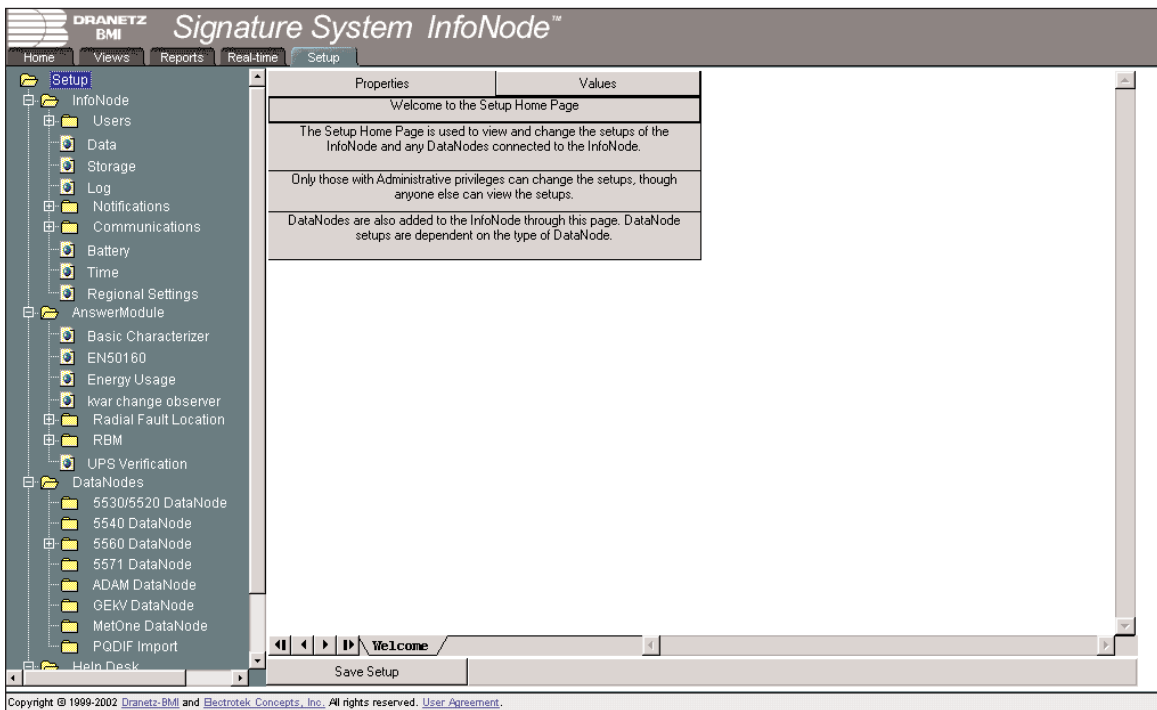 DRANETZ
BMI
Signature System InfoNode™
Home Views Reports Real-time Setup
Setup
InfoNode
Users
Data
Storage
Log
Notifications
Communications
Battery
Time
Regional Settings
AnswerModule
Basic Characterizer
EN50160
Energy Usage
kvar change observer
Radial Fault Location
RBM
UPS Verification
DataNodes
5530/5520 DataNode
5540 DataNode
5560 DataNode
5571 DataNode
ADAM DataNode
GEkV DataNode
MetOne DataNode
PQDIF Import
Help Desk
Properties Values
Welcome to the Setup Home Page
The Setup Home Page is used to view and change the setups of the
InfoNode and any DataNodes connected to the InfoNode.
Only those with Administrative privileges can change the setups, though
anyone else can view the setups.
DataNodes are also added to the InfoNode through this page. DataNode
setups are dependent on the type of DataNode.
Welcome
Save Setup
Copyright © 1999-2002 Dranetz-BMI and Electrotek Concepts, Inc. All rights reserved. User Agreement.